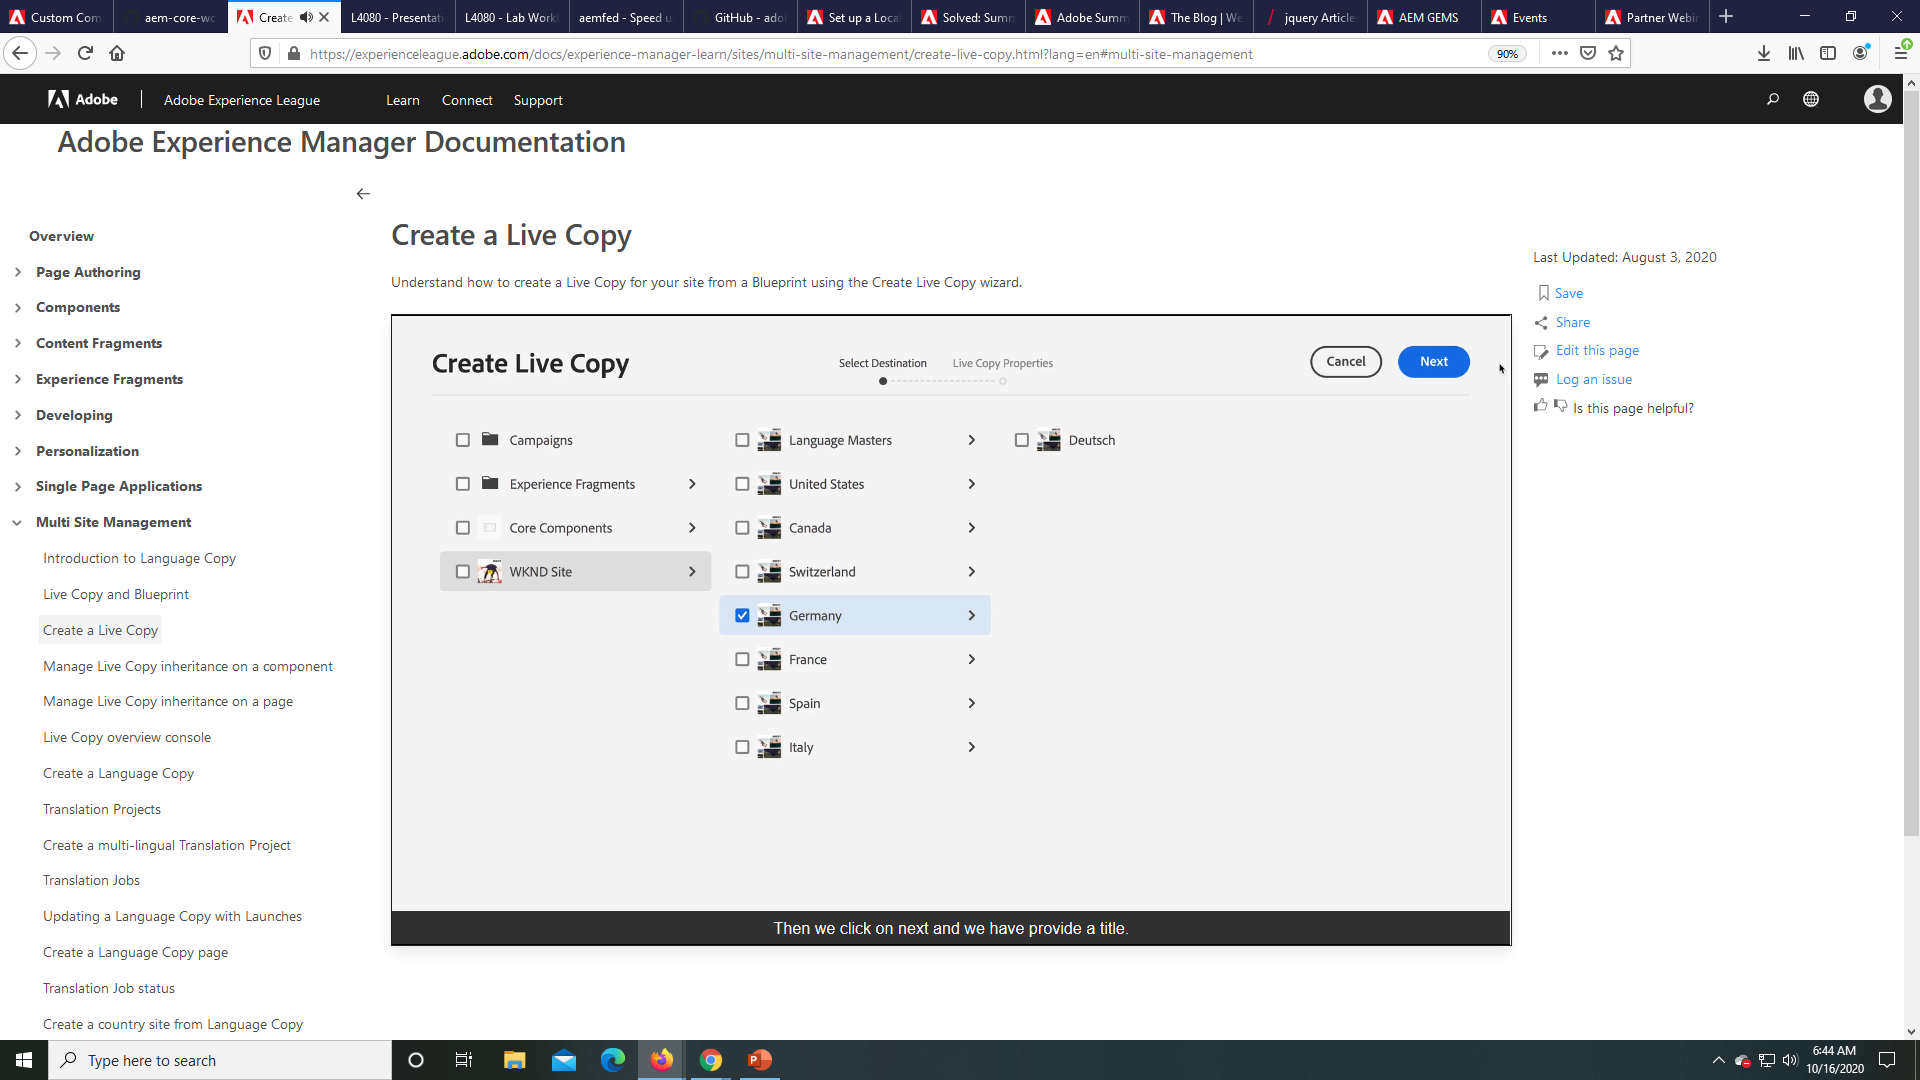 Custom Com
aem-core-wc
Create
L4080 - Presentati
L4080 - Lab Work
aemfed - Speed u
GitHub - ado
Set up a Loca
Solved: Sum
Adobe Summ
The Blog | We
jquery Article
AEM GEMS
Events
Partner Webi
https://experienceleague.adobe.com/docs/experience-manager-learn/sites/multi-site-management/create-live-copy.html?lang=en#multi-site-management
90%
Adobe
Adobe Experience League
Learn
Connect
Support
Adobe Experience Manager Documentation
Overview
Page Authoring
Components
Content Fragments
Experience Fragments
Developing
Personalization
Single Page Applications
Multi Site Management
Introduction to Language Copy
Live Copy and Blueprint
Create a Live Copy
Manage Live Copy inheritance on a component
Manage Live Copy inheritance on a page
Live Copy overview console
Create a Language Copy
Translation Projects
Create a multi-lingual Translation Project
Translation Jobs
Updating a Language Copy with Launches
Create a Language Copy page
Translation Job status
Create a country site from Language Copy
Create a Live Copy
Understand how to create a Live Copy for your site from a Blueprint using the Create Live Copy wizard.
Create Live Copy
Select Destination
Live Copy Properties
Cancel
Next
Campaigns
Experience Fragments
Core Components
WKND Site
Language Masters
United States
Canada
Switzerland
Germany
France
Spain
Italy
Deutsch
Then we click on next and we have provide a title.
Last Updated: August 3, 2020
Save
Share
Edit this page
Log an issue
Is this page helpful?
Type here to search
6:44 AM
10/16/2020